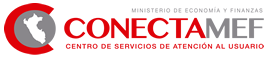 MINISTERIO DE ECONOMÍA Y FINANZAS
CONECTAMEF
CENTRO DE SERVICIOS DE ATENCIÓN AL USUARIO